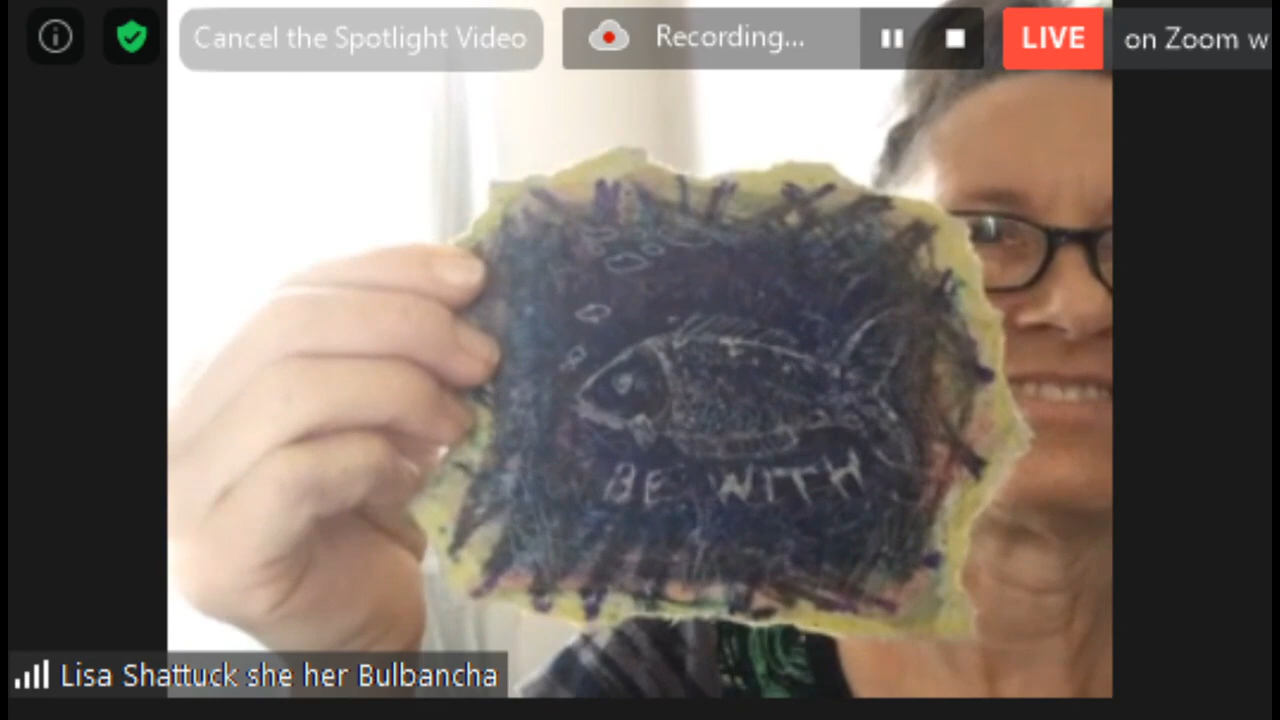 Cancel the Spotlight Video
Recording...
LIVE
on Zoom w
BE WITH
Lisa Shattuck she her Bulbancha